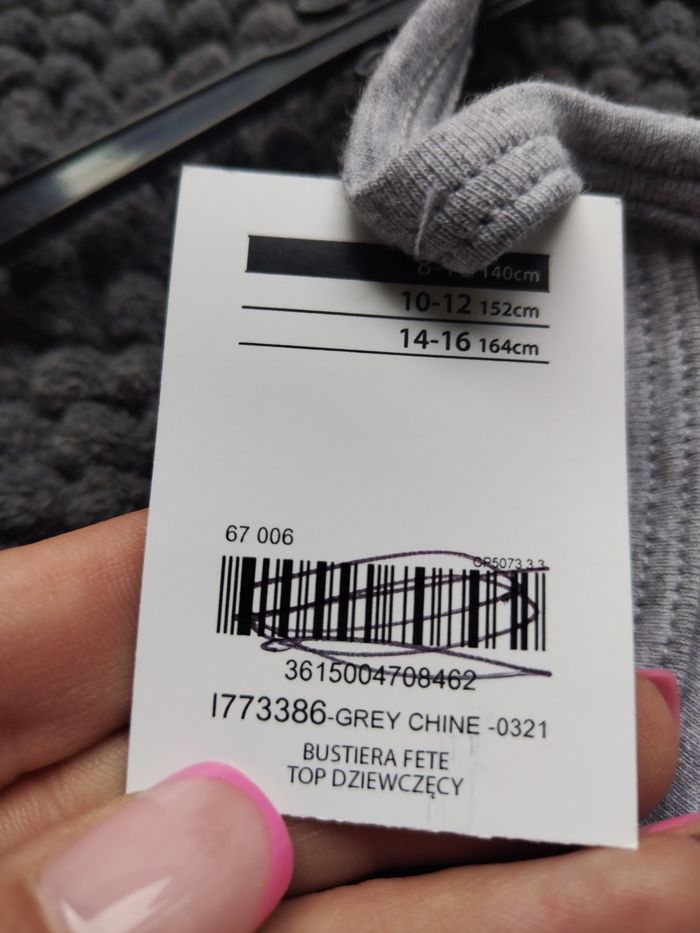 140cm
10-12 152cm
14-16 164cm
67 006
3615004708462
I773386-GREY CHINE -0321
BUSTIERA FETE
TOP DZIEWCZĘCY